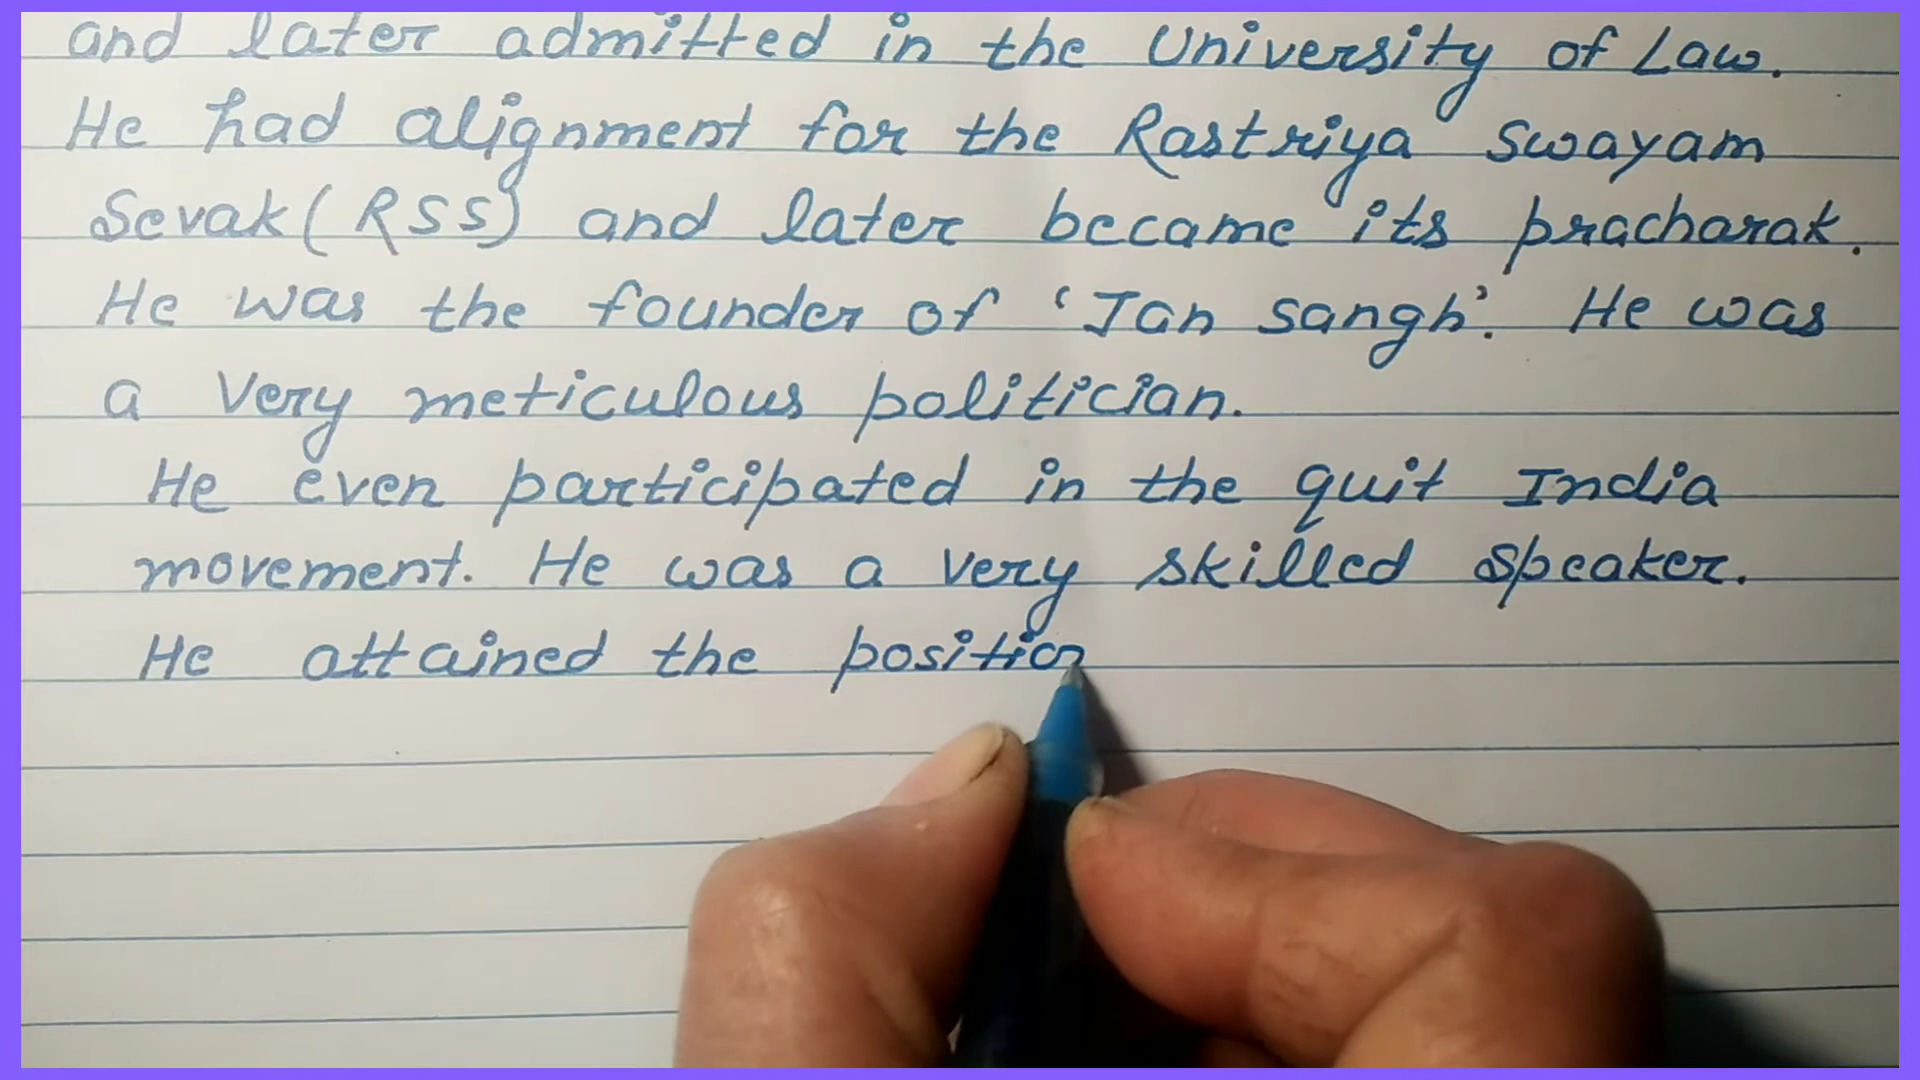 and later admitted in the University of Law.
He had alignment for the Rastriya Swayam
Sevak (RSS) and later became its pracharak.
He was the founder of 'Jan sangh'. He was
a very meticulous politician.
He even participated in the quit India
movement. He was a very skilled speaker.
He attained the position